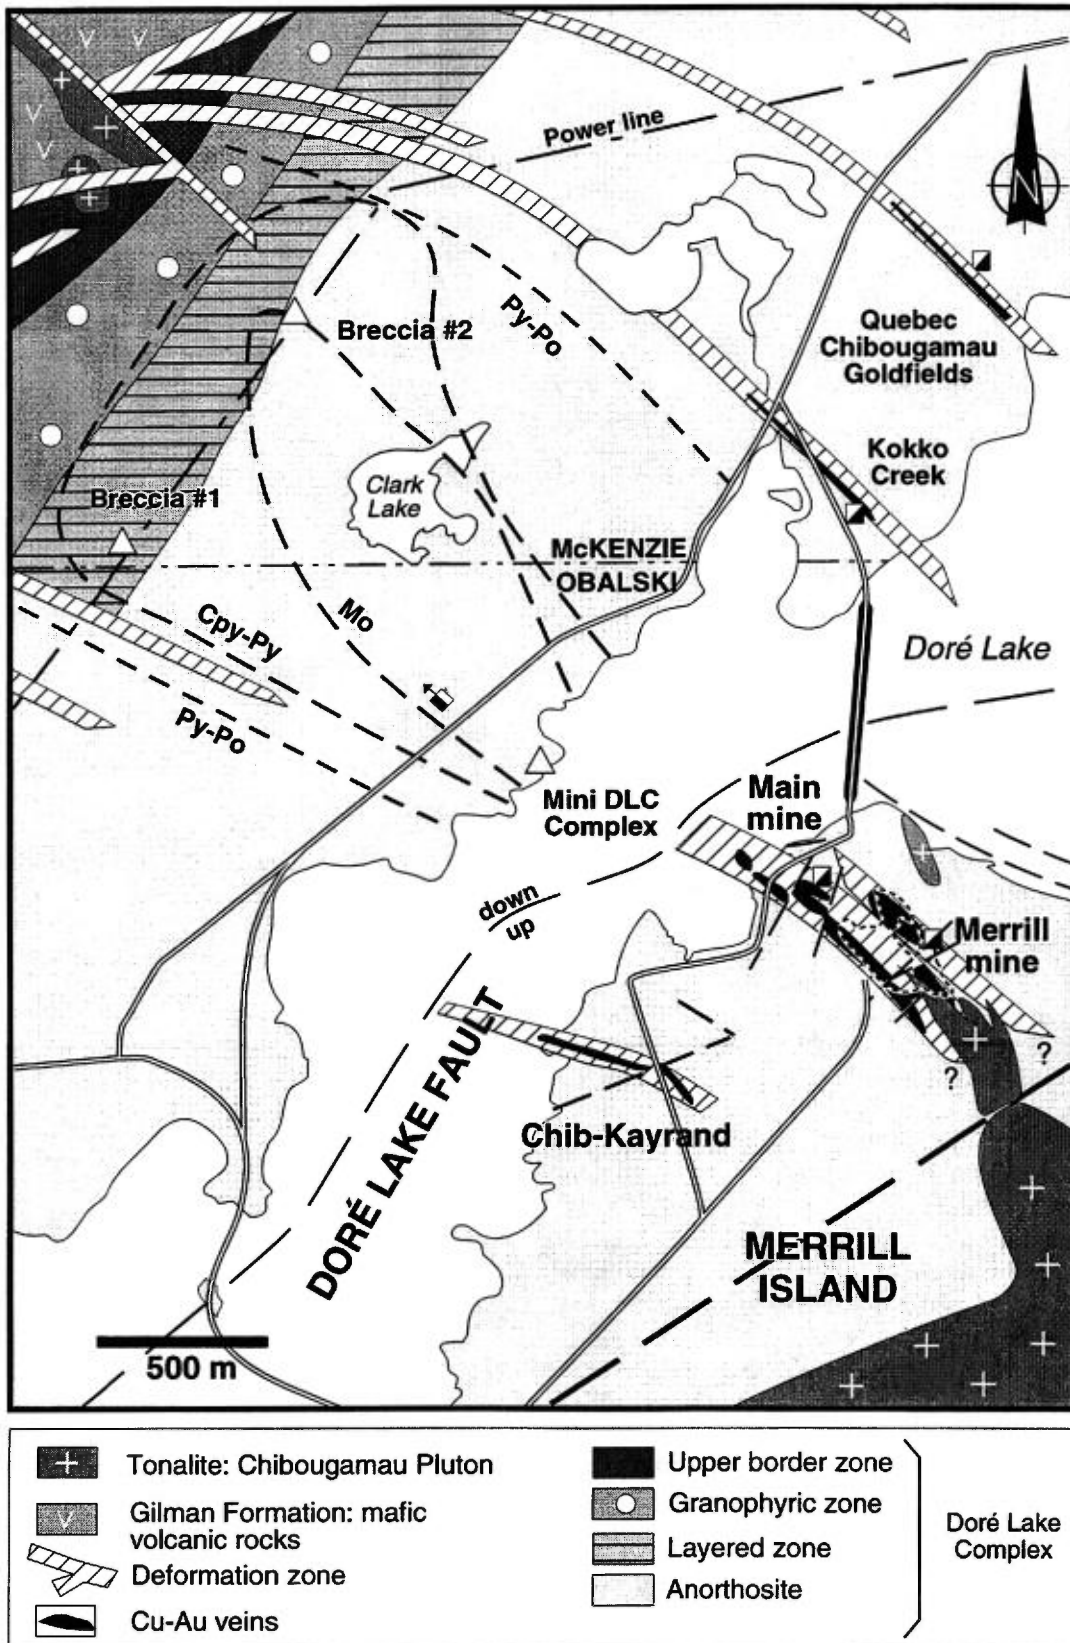 Power line
N
Breccia #2
Py-Po
Quebec
Chibougamau
Goldfields
Kokko
Creek
Clark
Lake
Breccia #1
McKENZIE
OBALSKI
Cpy-Py
Mo
Doré Lake
Py-Po
Mini DLC
Complex
Main
mine
down
up
Merrill
mine
DORÉ LAKE FAULT
?
?
Chib-Kayrand
MERRILL
ISLAND
500 m
Tonalite: Chibougamau Pluton
Gilman Formation: mafic
volcanic rocks
Deformation zone
Cu-Au veins
Upper border zone
Granophyric zone
Layered zone
Anorthosite
Doré Lake
Complex